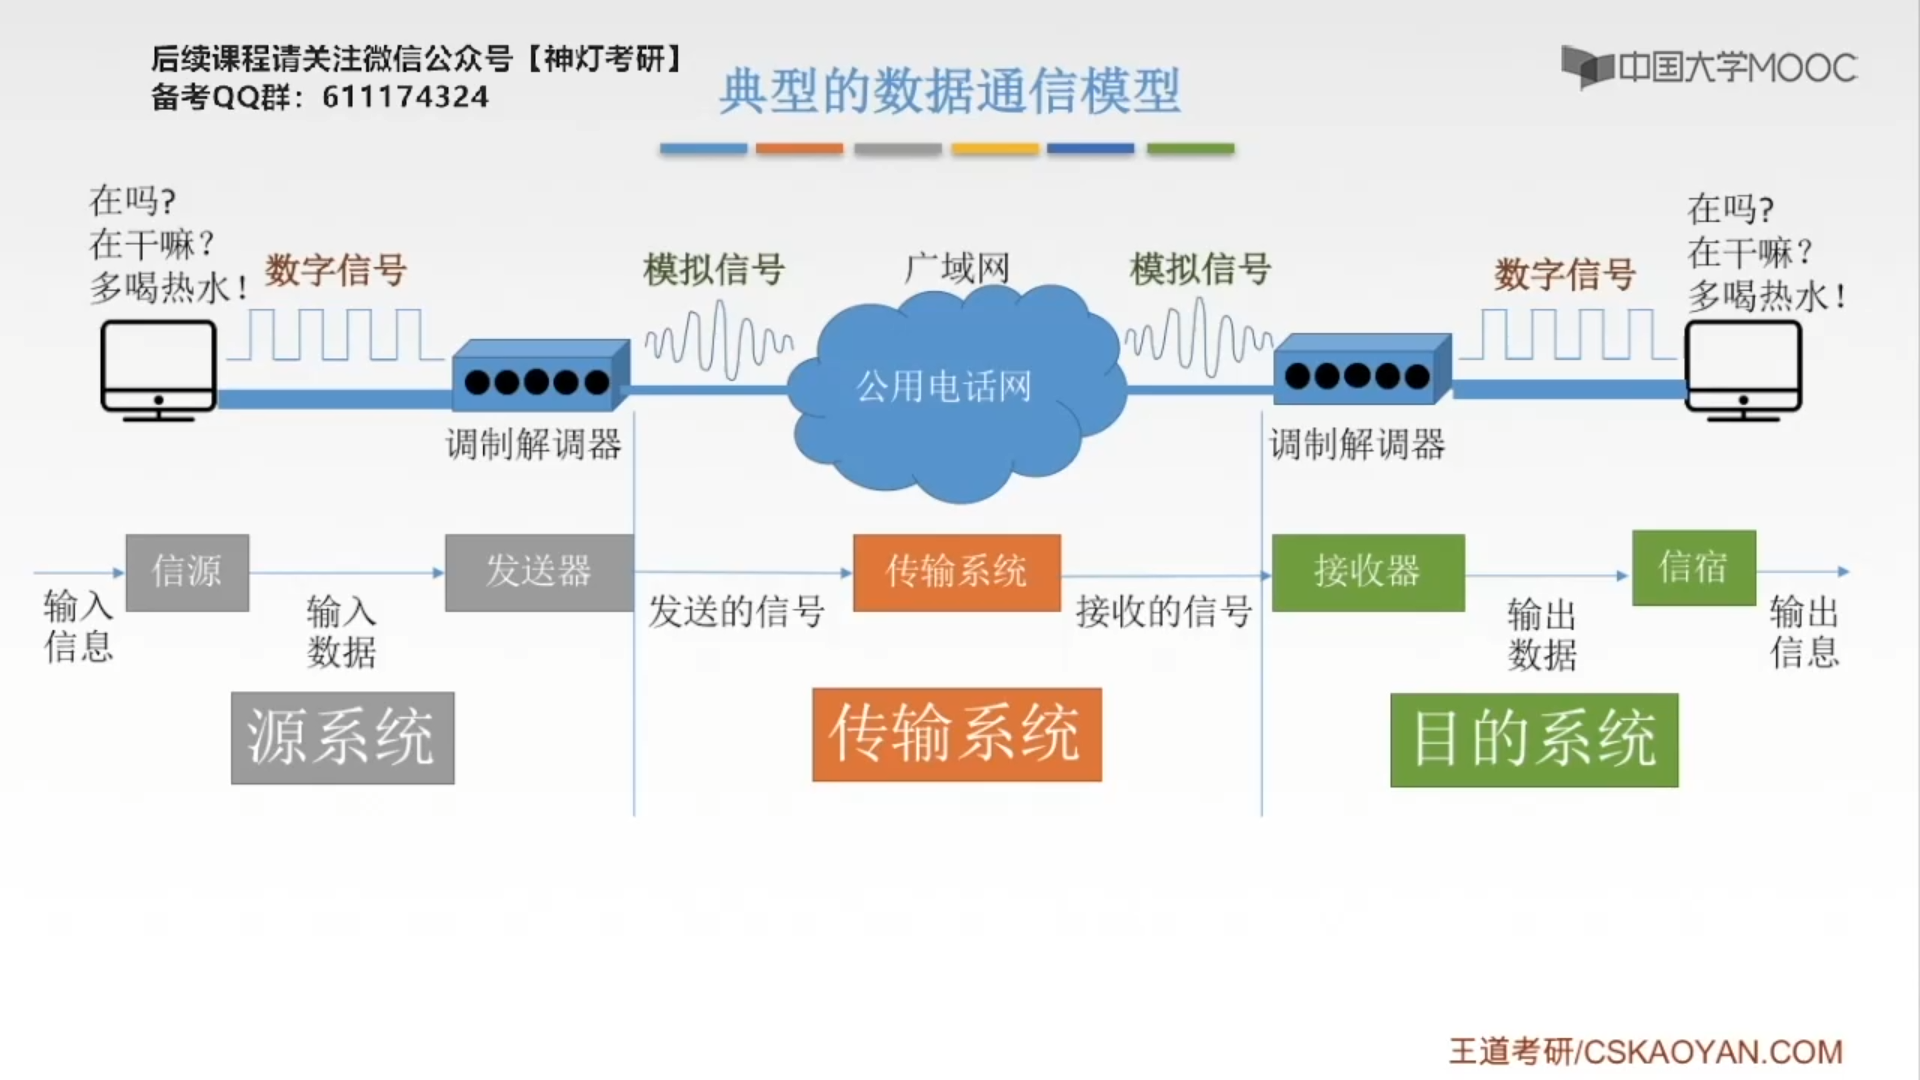 后续课程请关注微信公众号【神灯考研】
备考QQ群：611174324
典型的数据通信模型
中国大学MOOC
在吗?
在干嘛?
多喝热水!
数字信号
模拟信号
广域网
模拟信号
数字信号
在吗?
在干嘛?
多喝热水!
公用电话网
调制解调器
调制解调器
信源
发送器
传输系统
接收器
信宿
输入
信息
输入
数据
发送的信号
接收的信号
输出
数据
输出
信息
源系统
传输系统
目的系统
王道考研/CSKAOYAN.COM